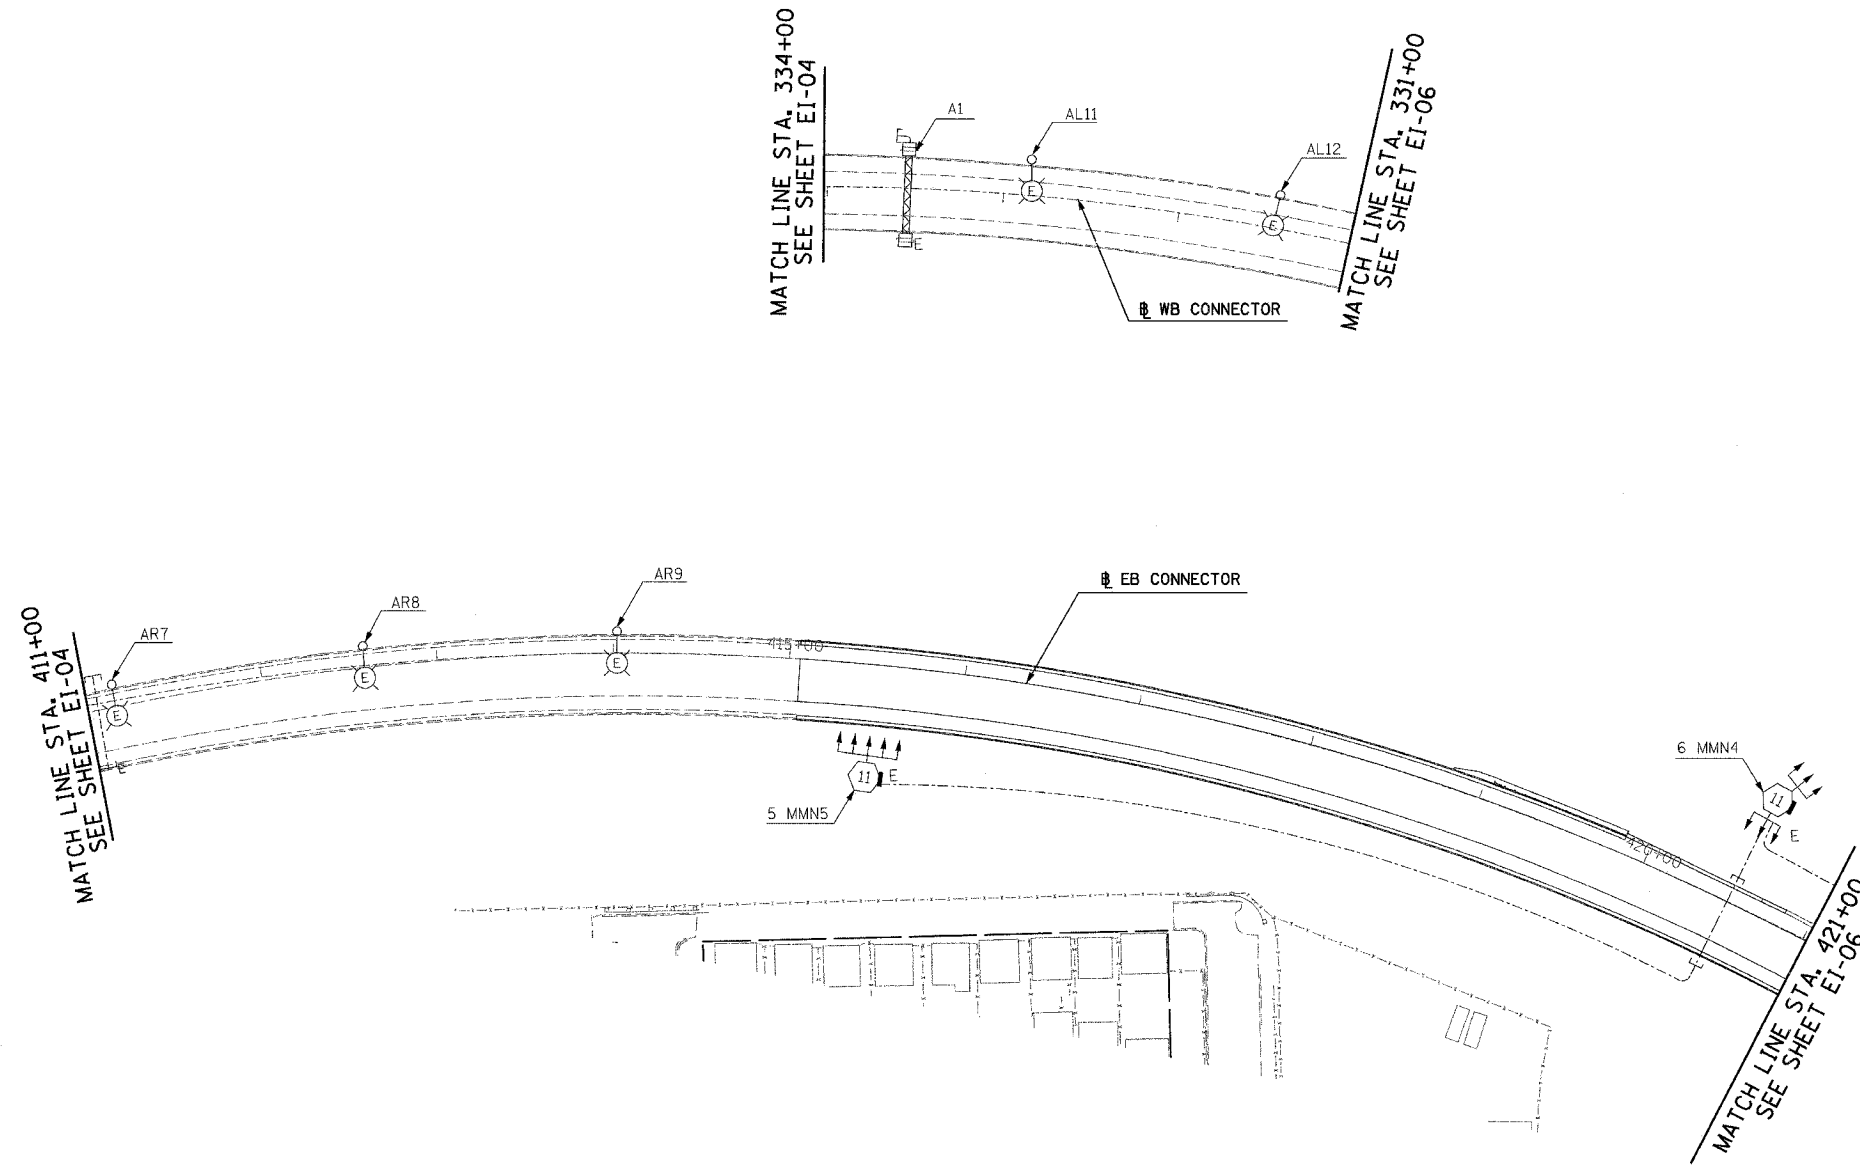 MATCH LINE STA. 334+00
SEE SHEET EI-04
A1
AL11
AL12
E
E
E
MATCH LINE STA. 331+00
SEE SHEET EI-06
℄ WB CONNECTOR
MATCH LINE STA. 411+00
SEE SHEET EI-04
AR7
AR8
AR9
E
E
E
E
415+00
℄ EB CONNECTOR
11
E
5 MMN5
6 MMN4
11
E
420+00
MATCH LINE STA. 421+00
SEE SHEET EI-06